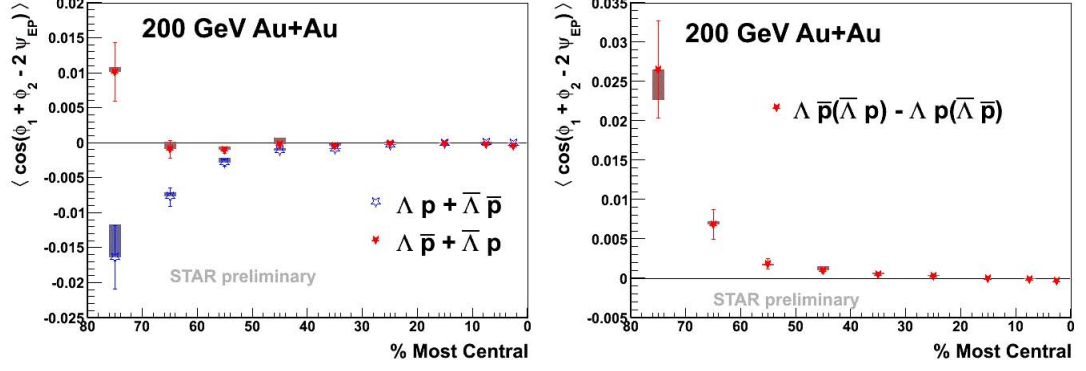 ⟨ cos(ϕ₁ + ϕ₂ - 2 ψ_EP) ⟩
0.02
0.015
0.01
0.005
0
-0.005
-0.01
-0.015
-0.02
-0.025
200 GeV Au+Au
Λ p + Λ̅ p̅
Λ p̅ + Λ̅ p
STAR preliminary
80 70 60 50 40 30 20 10 0
% Most Central
⟨ cos(ϕ₁ + ϕ₂ - 2 ψ_EP) ⟩
0.035
0.03
0.025
0.02
0.015
0.01
0.005
0
-0.005
200 GeV Au+Au
Λ p̅(Λ̅ p) - Λ p(Λ̅ p̅)
STAR preliminary
80 70 60 50 40 30 20 10 0
% Most Central